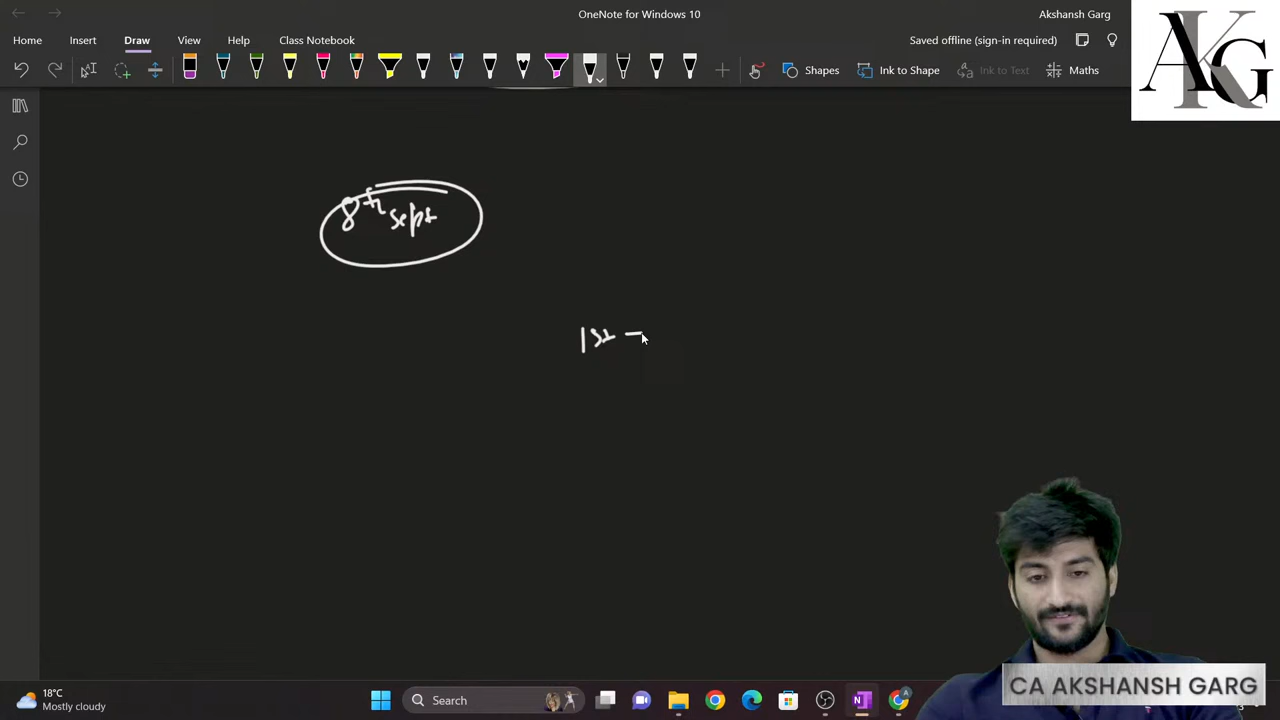 OneNote for Windows 10
Akshansh Garg
Home Insert Draw View Help Class Notebook
Saved offline (sign-in required)
Shapes Ink to Shape Ink to Text Maths
AKG
8th sept
1st -
CA AKSHANSH GARG
18°C
Mostly cloudy
Search